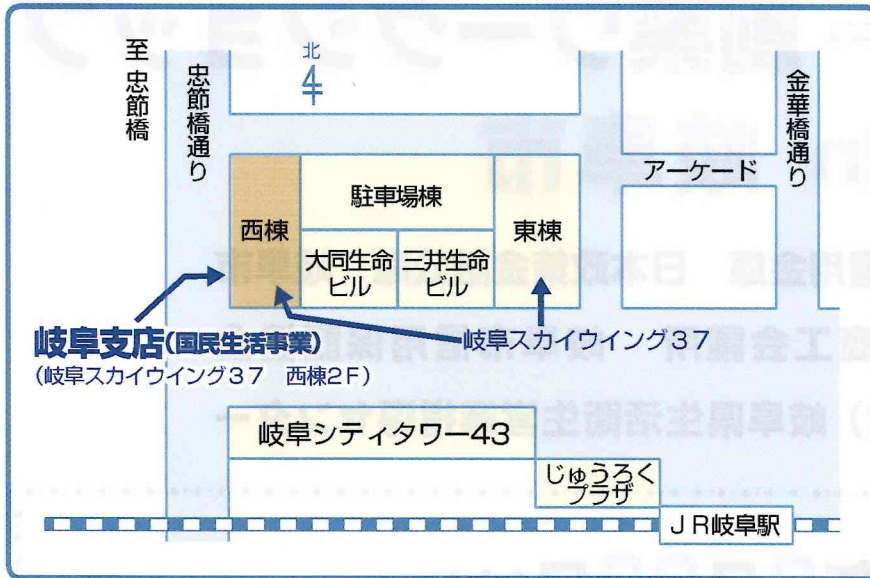 至 忠節橋
忠節橋通り
北
金華橋通り
アーケード
駐車場棟
西棟
東棟
大同生命
ビル
三井生命
ビル
岐阜支店(国民生活事業)
(岐阜スカイウイング37 西棟2F)
岐阜スカイウイング37
岐阜シティタワー43
じゅうろく
プラザ
JR岐阜駅